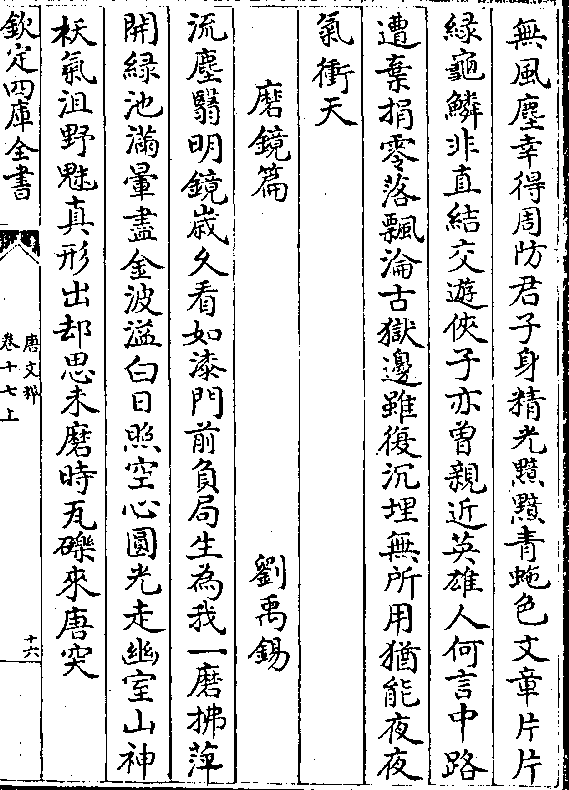 無風塵幸得周防君子身精光黯黯青虵色文章片片
緑龜鱗非直結交遊俠子亦曽親近英雄人何言中路
遭棄捐零落飄淪古獄邊雖復沉埋無所用猶能夜夜
氣衝天
磨鏡篇 劉禹錫
流塵翳明鏡歳久看如漆門前負局生為我一磨拂萍
開緑池滿暈盡金波溢白日照空心圓光走幽室山神
袄氣沮野魅真形出却思未磨時瓦礫來唐突
欽定四庫全書
唐文粹
卷十七上
十六